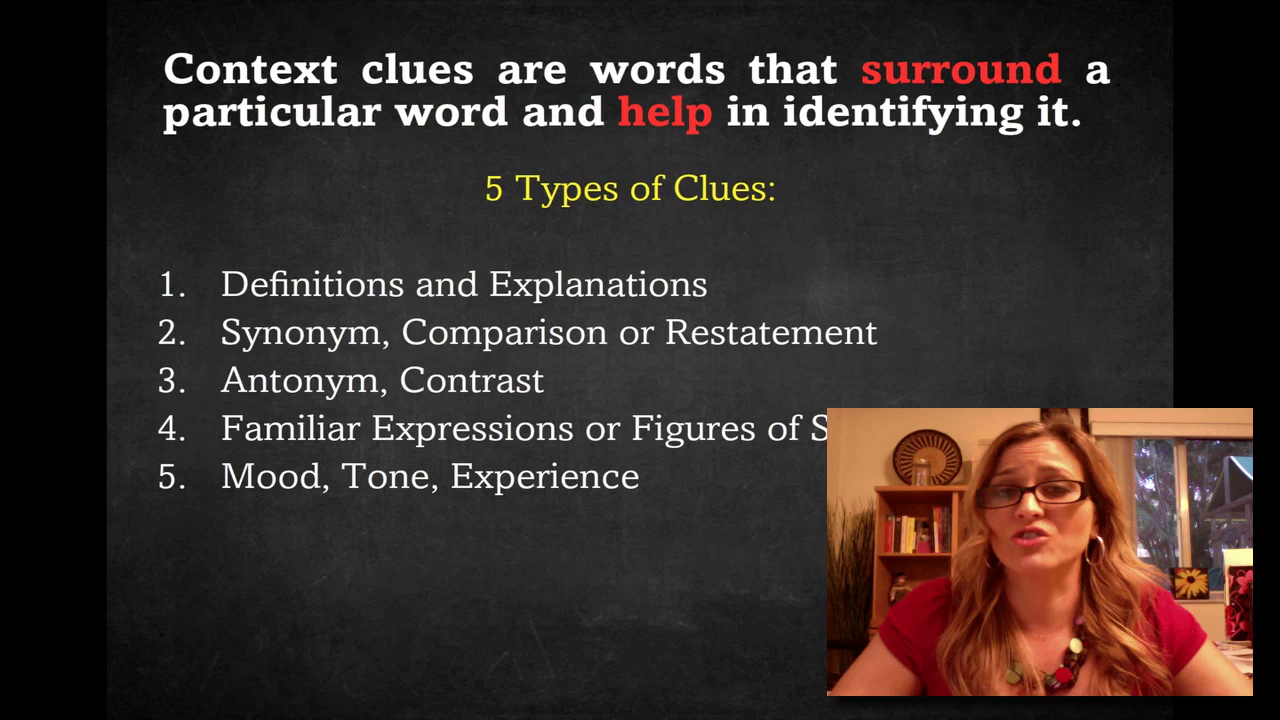 Context clues are words that surround a
particular word and help in identifying it.
5 Types of Clues:
1. Definitions and Explanations
2. Synonym, Comparison or Restatement
3. Antonym, Contrast
4. Familiar Expressions or Figures of
5. Mood, Tone, Experience